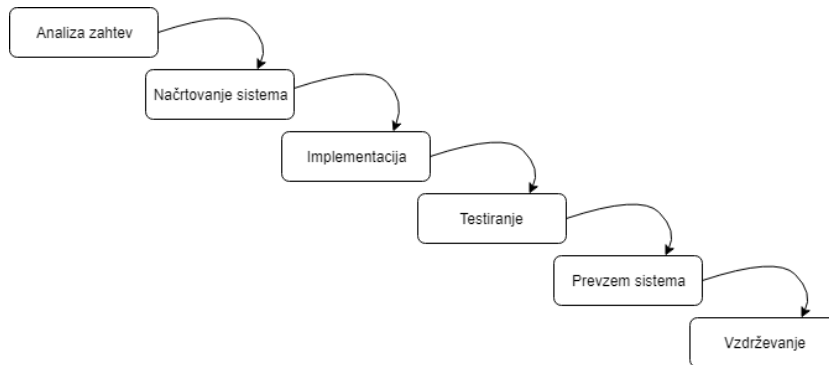 Analiza zahtev
Načrtovanje sistema
Implementacija
Testiranje
Prevzem sistema
Vzdrževanje